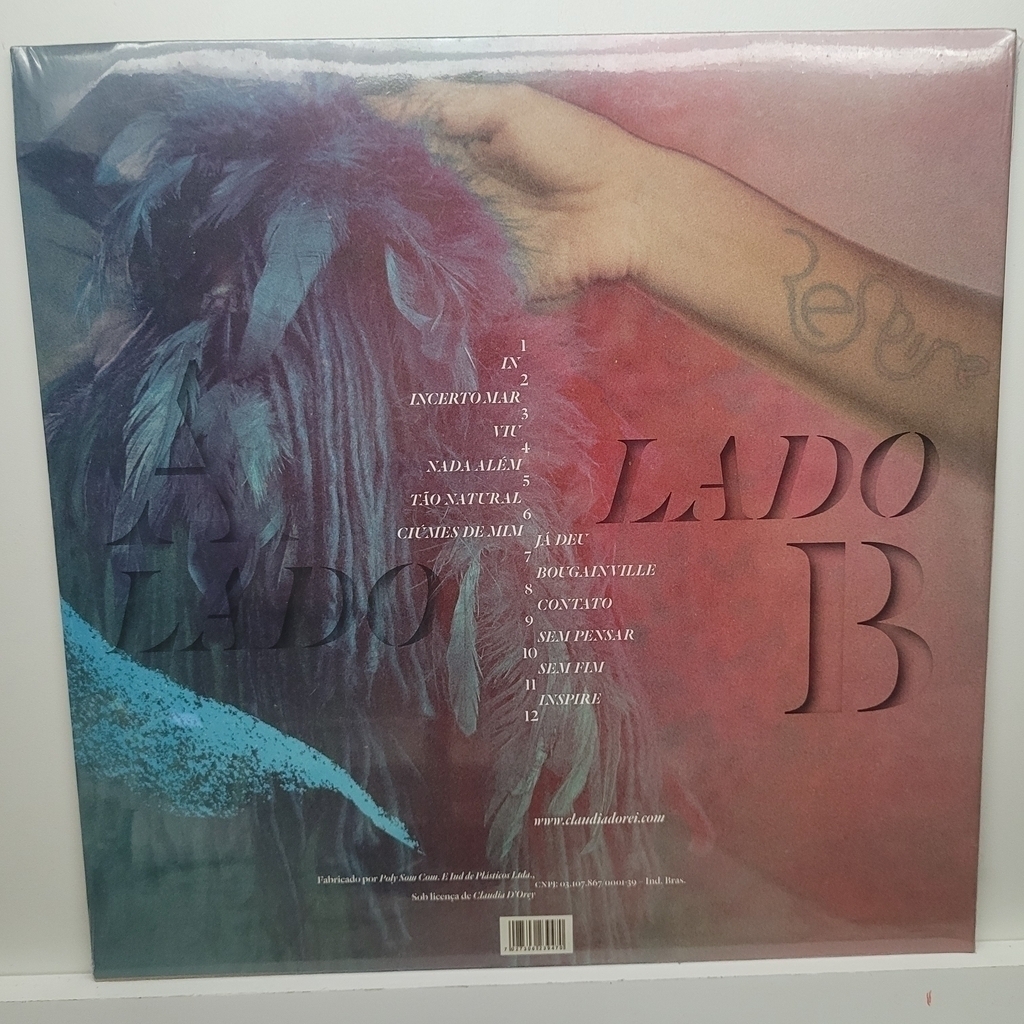 Respire
1
IN
2
INCERTO MAR
3
VIU
4
NADA ALÉM
5
TÃO NATURAL
6
CIÚMES DE MIM
A
LADO
LADO
B
JÁ DEU
7
BOUGAINVILLE
8
CONTATO
9
SEM PENSAR
10
SEM FIM
11
INSPIRE
12
www.claudiadorei.com
Fabricado por Poly Som Com. E Ind de Plásticos Ltda., CNPJ: 03.107.867/0001-39 - Ind. Bras.
Sob licença de Claudia D'Orey